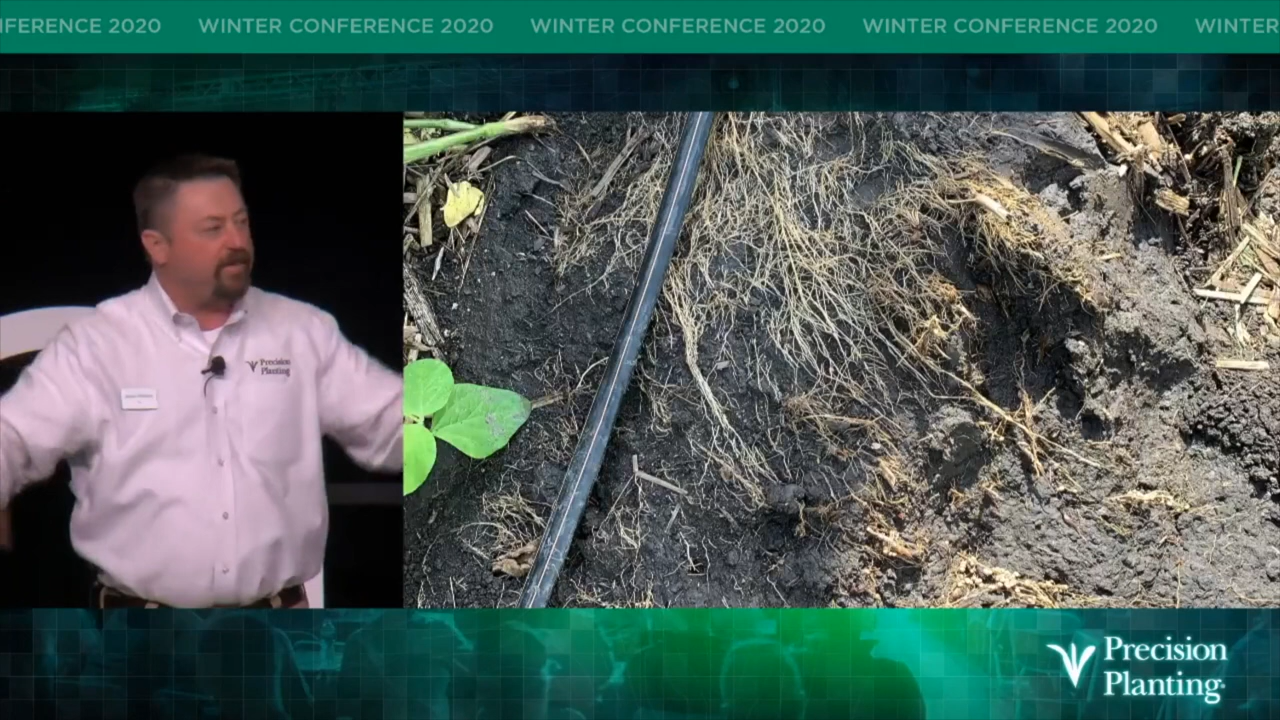 FERENCE 2020 WINTER CONFERENCE 2020 WINTER CONFERENCE 2020 WINTER CONFERENCE 2020 WINTER
Precision
Planting
Precision
Planting